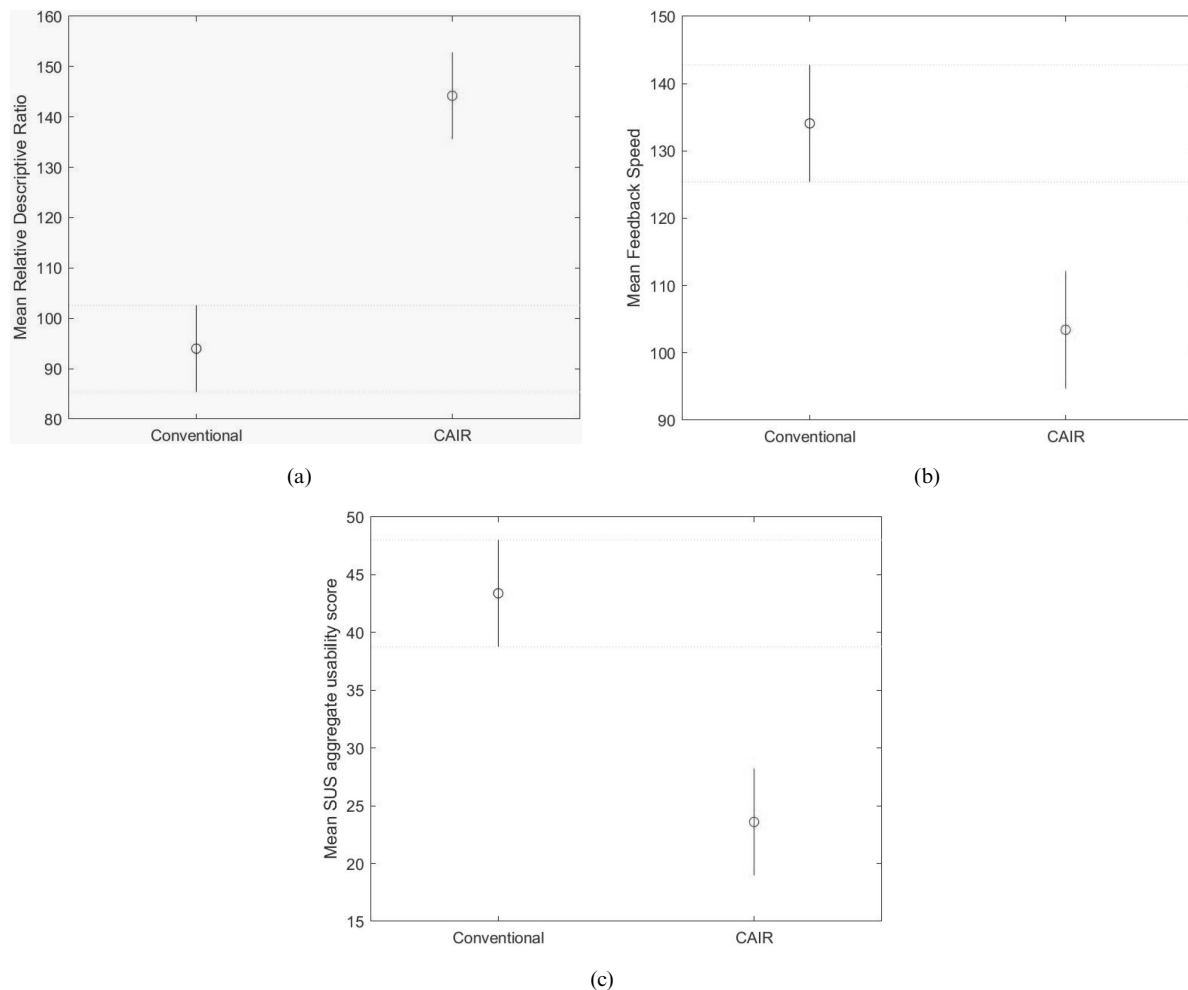 Mean Relative Descriptive Ratio
160
150
140
130
120
110
100
90
80
Conventional CAIR
(a)
Mean Feedback Speed
150
140
130
120
110
100
90
Conventional CAIR
(b)
Mean SUS aggregate usability score
50
45
40
35
30
25
20
15
Conventional CAIR
(c)